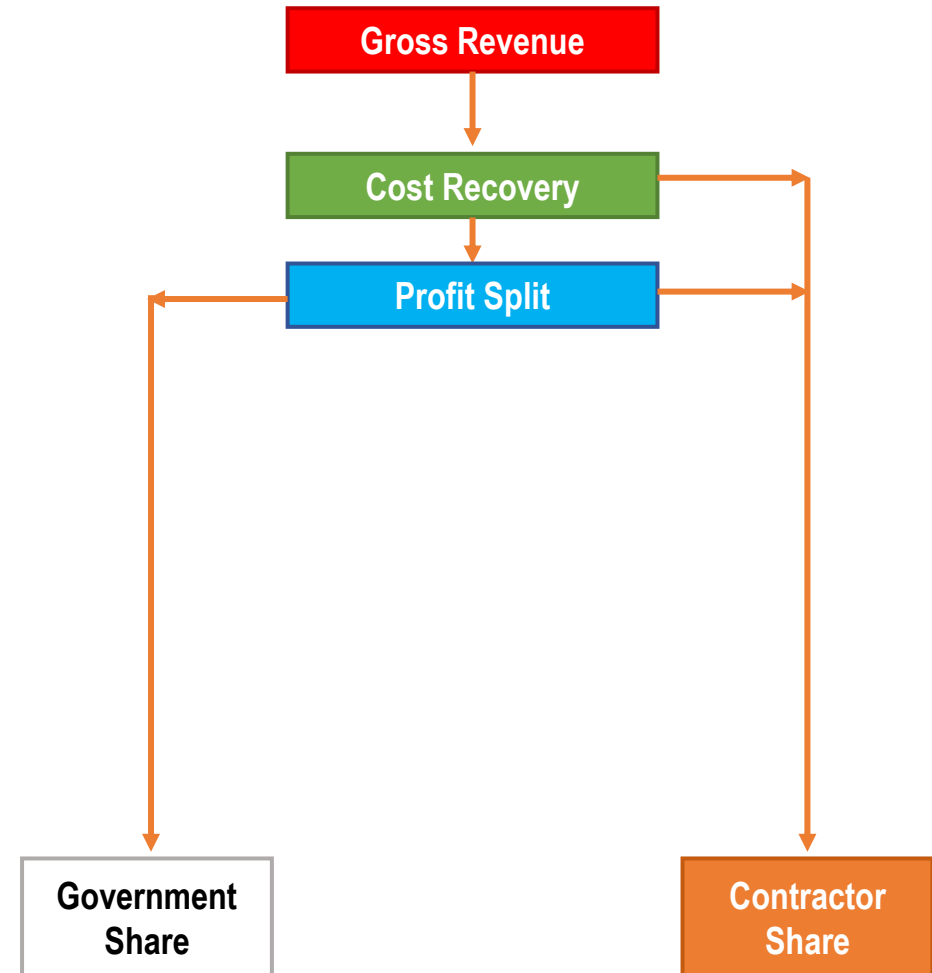 Gross Revenue
Cost Recovery
Profit Split
Government
Share
Contractor
Share